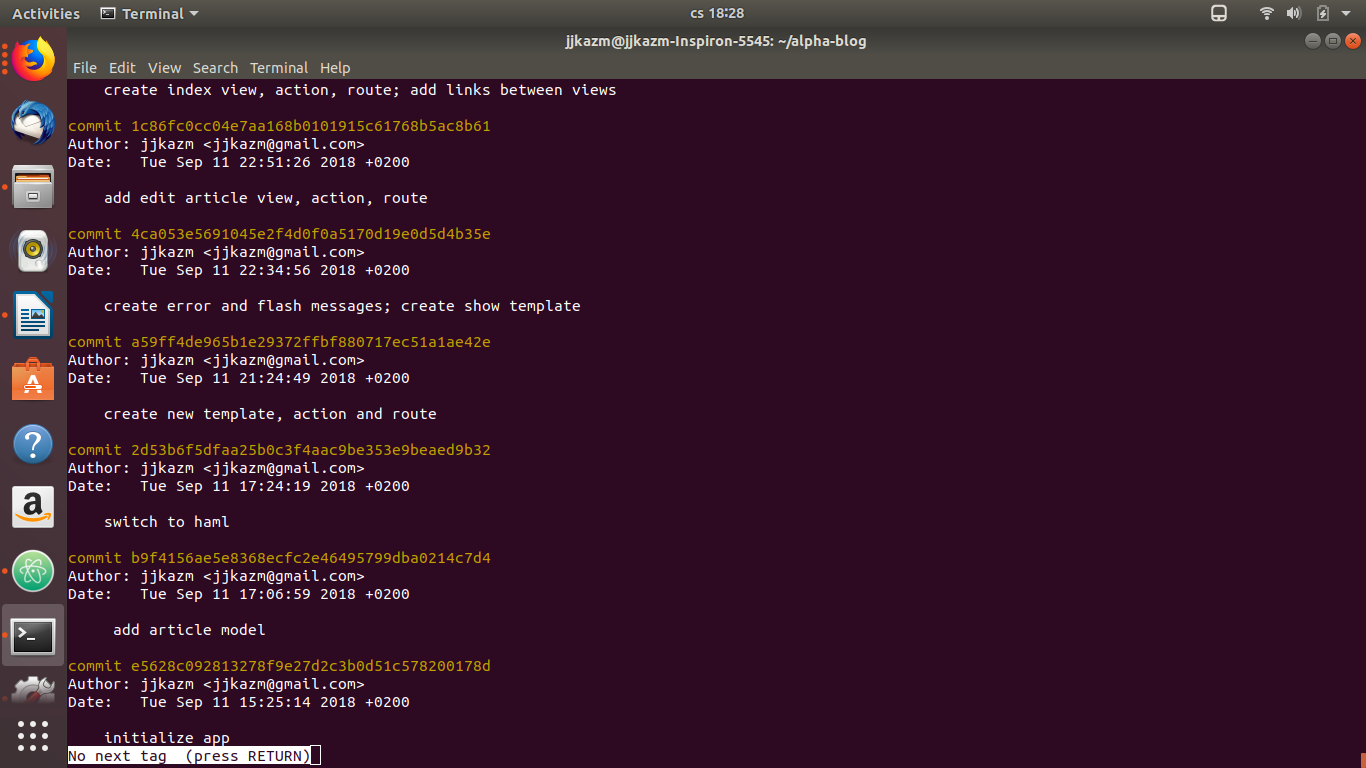 Activities Terminal cs 18:28
jjkazm@jjkazm-Inspiron-5545: ~/alpha-blog
File Edit View Search Terminal Help
create index view, action, route; add links between views
commit 1c86fc0cc04e7aa168b0101915c61768b5ac8b61
Author: jjkazm <jjkazm@gmail.com>
Date:   Tue Sep 11 22:51:26 2018 +0200
add edit article view, action, route
commit 4ca053e5691045e2f4d0f0a5170d19e0d5d4b35e
Author: jjkazm <jjkazm@gmail.com>
Date:   Tue Sep 11 22:34:56 2018 +0200
create error and flash messages; create show template
commit a59ff4de965b1e29372ffbf880717ec51a1ae42e
Author: jjkazm <jjkazm@gmail.com>
Date:   Tue Sep 11 21:24:49 2018 +0200
create new template, action and route
commit 2d53b6f5dfaa25b0c3f4aac9be353e9beaed9b32
Author: jjkazm <jjkazm@gmail.com>
Date:   Tue Sep 11 17:24:19 2018 +0200
switch to haml
commit b9f4156ae5e8368ecfc2e46495799dba0214c7d4
Author: jjkazm <jjkazm@gmail.com>
Date:   Tue Sep 11 17:06:59 2018 +0200
add article model
commit e5628c092813278f9e27d2c3b0d51c578200178d
Author: jjkazm <jjkazm@gmail.com>
Date:   Tue Sep 11 15:25:14 2018 +0200
initialize app
No next tag  (press RETURN)